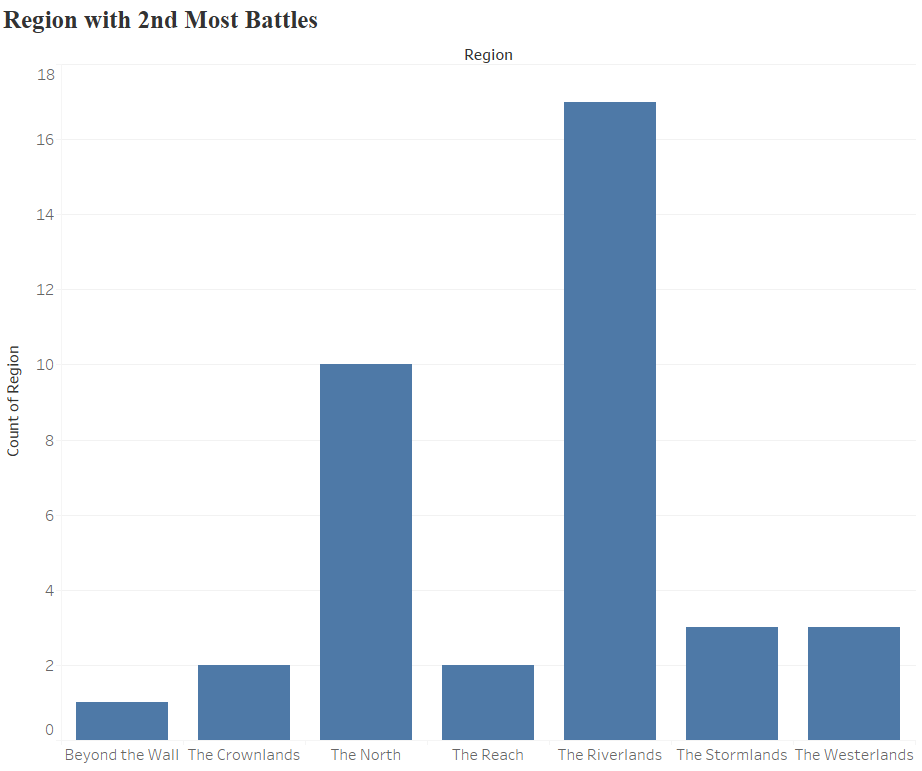 Region with 2nd Most Battles
Region
18
16
14
12
10
8
6
4
2
0
Count of Region
Beyond the Wall The Crownlands The North The Reach The Riverlands The Stormlands The Westerlands